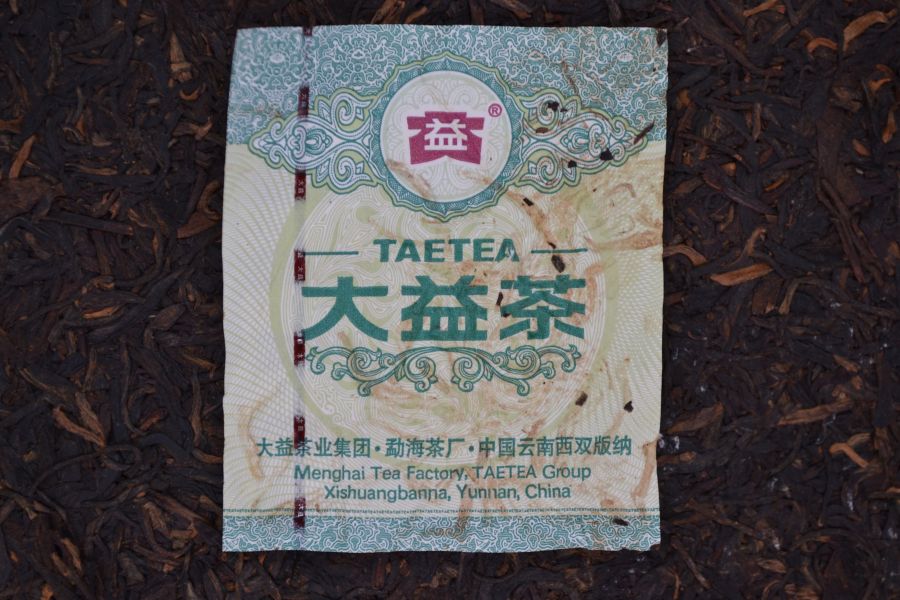 益
®
TAETEA
大益茶
大益茶业集团·勐海茶厂·中国云南西双版纳
Menghai Tea Factory, TAETEA Group
Xishuangbanna, Yunnan, China